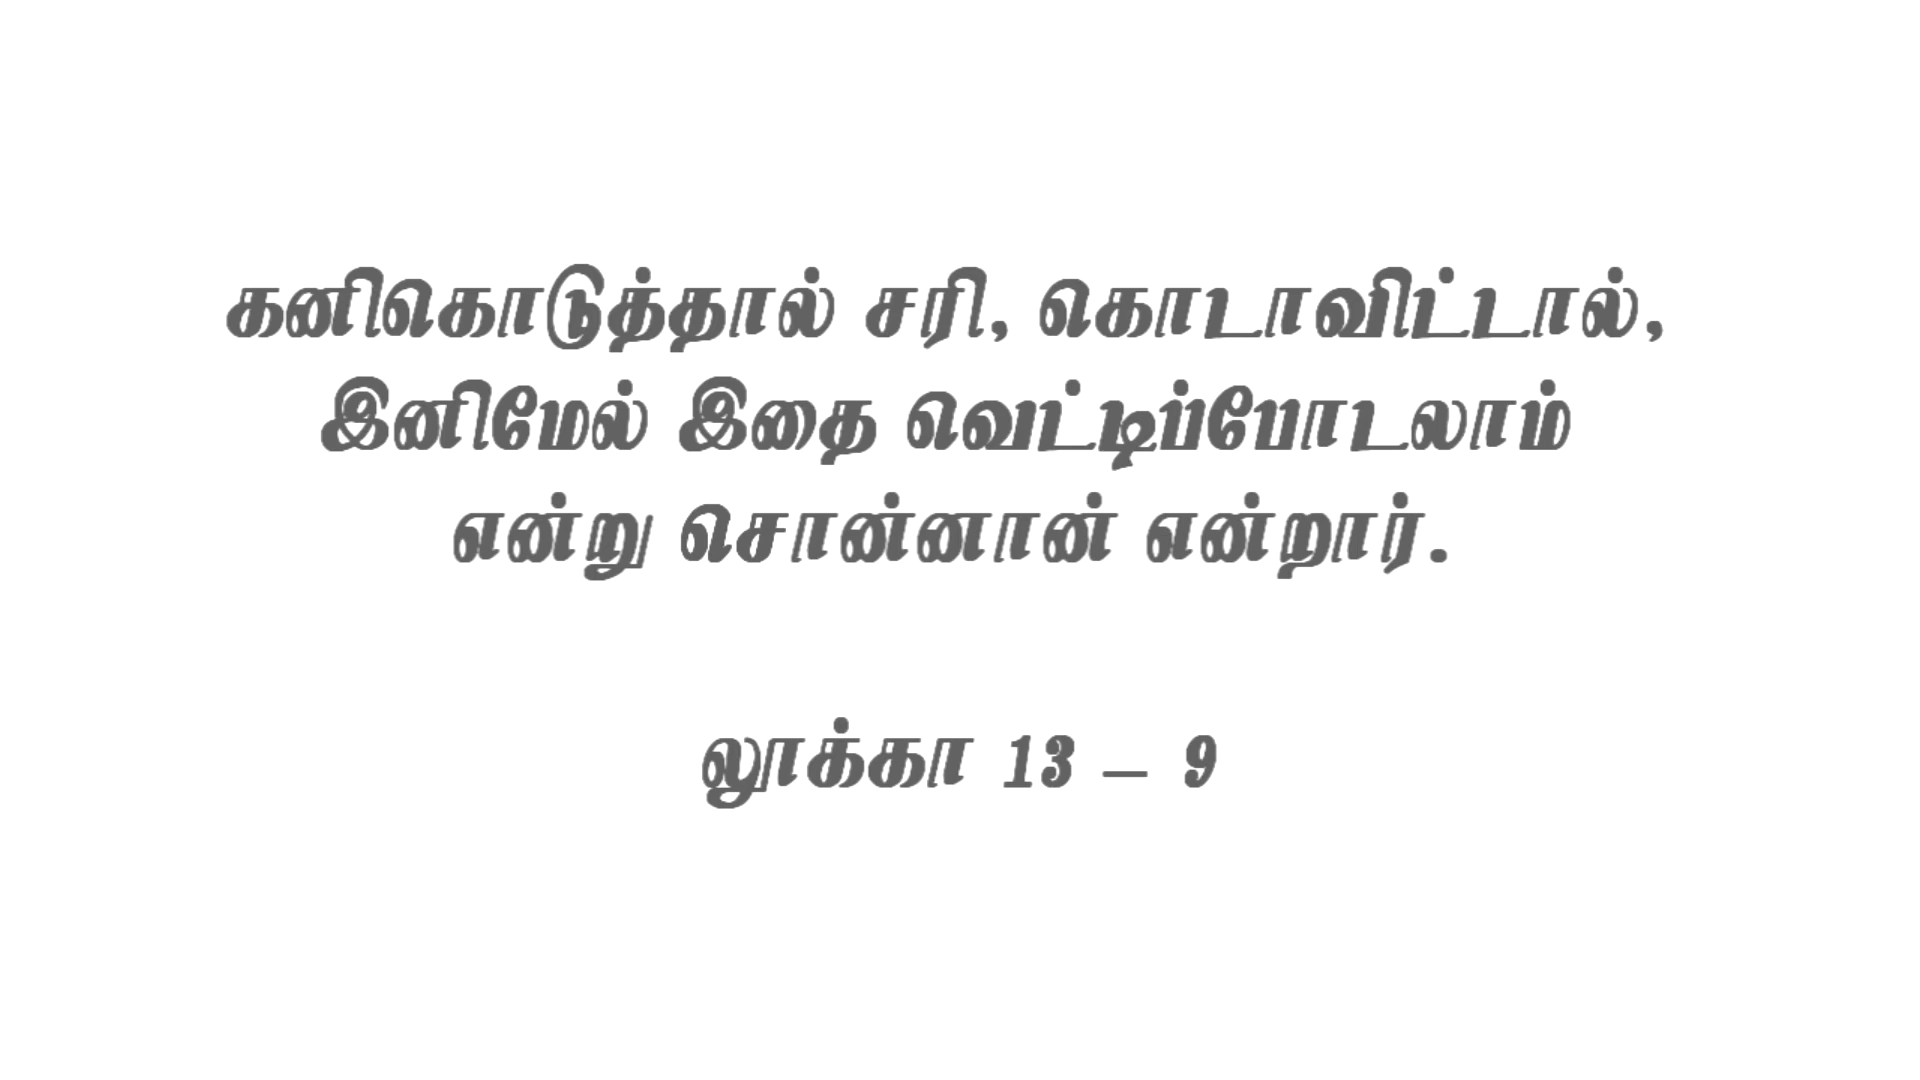 கனிகொடுத்தால் சரி, கொடாவிட்டால்,
இனிமேல் இதை வெட்டிப்போடலாம்
என்று சொன்னான் என்றார்.
லூக்கா 13 – 9